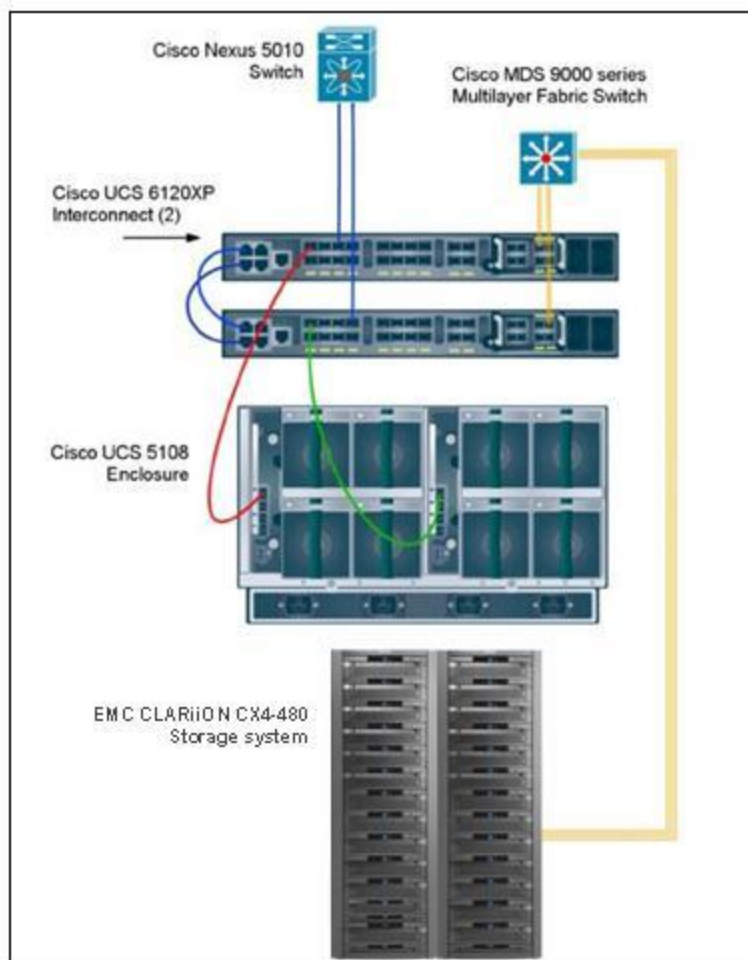 Cisco Nexus 5010
Switch
Cisco MDS 9000 series
Multilayer Fabric Switch
Cisco UCS 6120XP
Interconnect (2)
Cisco UCS 5108
Enclosure
EMC CLARiiON CX4-480
Storage system